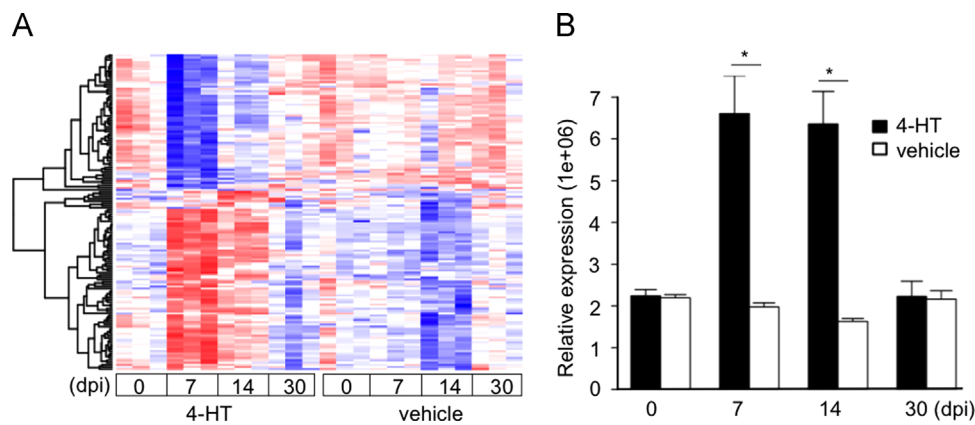 A
(dpi) 0 7 14 30 0 7 14 30
4-HT vehicle
B
* *
4-HT
vehicle
Relative expression (1e+06)
7
6
5
4
3
2
1
0
0 7 14 30 (dpi)